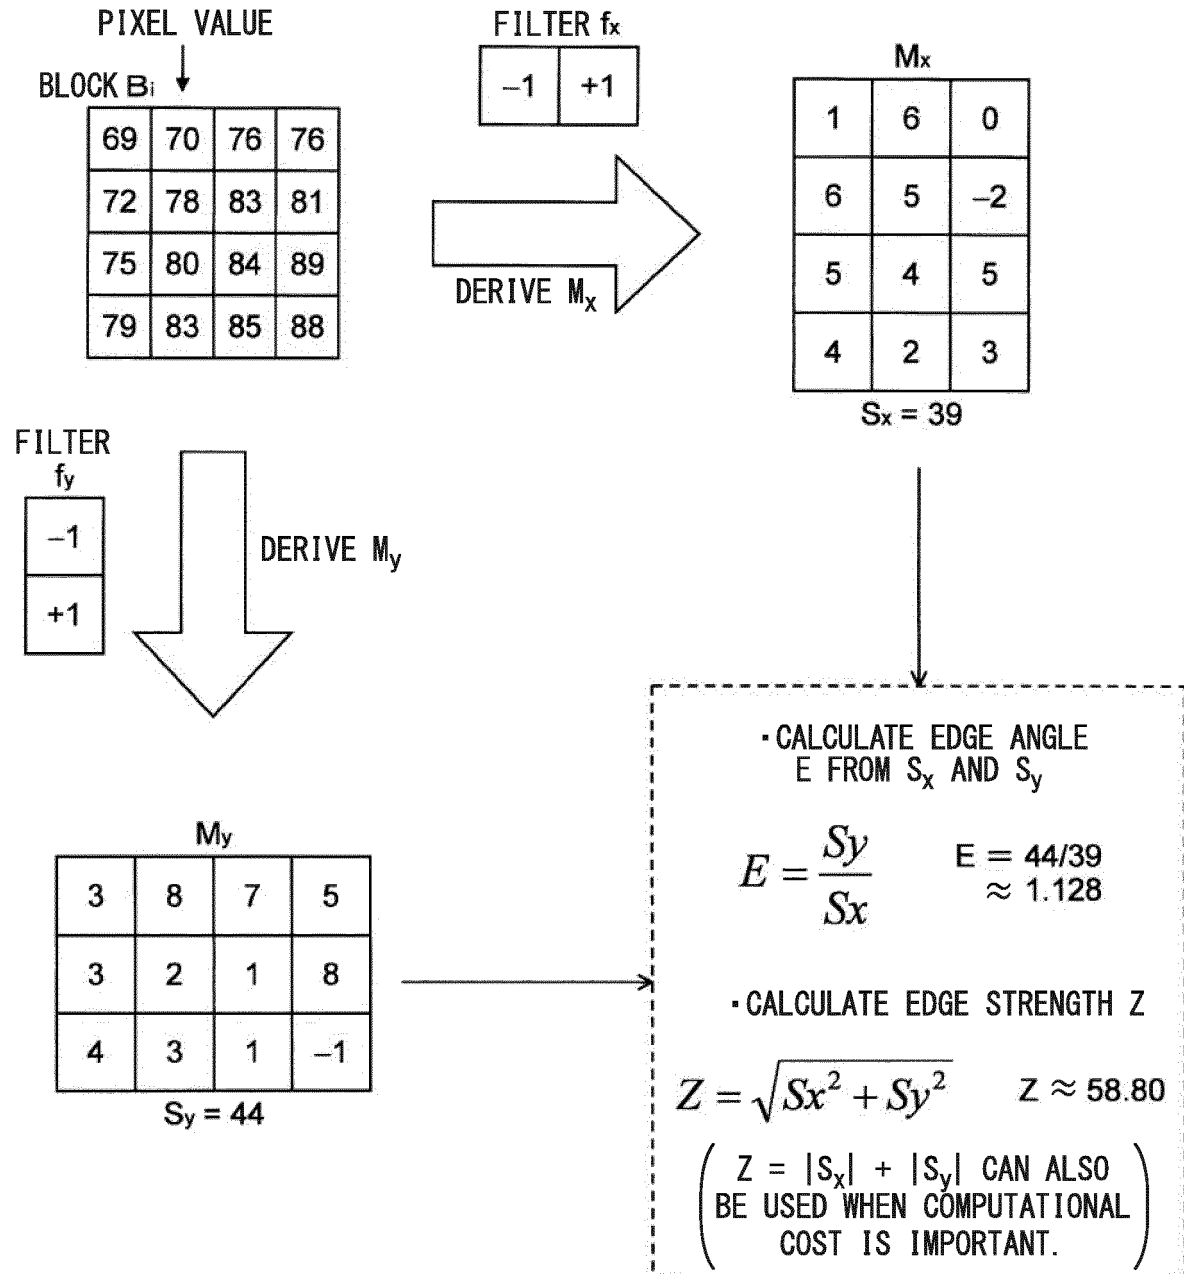 PIXEL VALUE
BLOCK Bi
69 70 76 76
72 78 83 81
75 80 84 89
79 83 85 88
FILTER fx
−1 +1
DERIVE Mx
Mx
1 6 0
6 5 −2
5 4 5
4 2 3
Sx = 39
FILTER
fy
−1
+1
DERIVE My
My
3 8 7 5
3 2 1 8
4 3 1 −1
Sy = 44
・CALCULATE EDGE ANGLE
E FROM Sx AND Sy
E = Sy/Sx
E = 44/39
≈ 1.128
・CALCULATE EDGE STRENGTH Z
Z = √Sx² + Sy²
Z ≈ 58.80
(Z = |Sx| + |Sy| CAN ALSO
BE USED WHEN COMPUTATIONAL
COST IS IMPORTANT.)